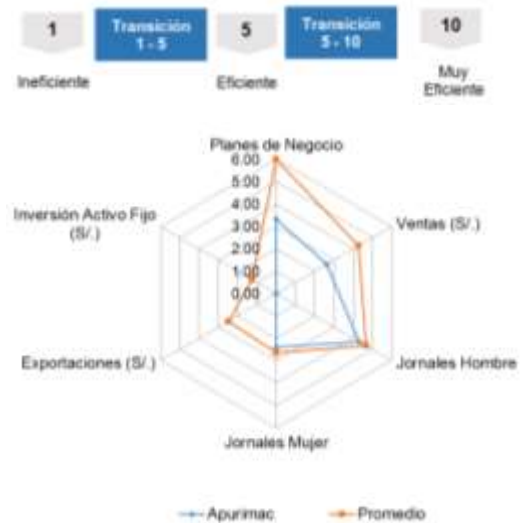 1
Transición
1 - 5
5
Transición
5 - 10
10
Ineficiente
Eficiente
Muy
Eficiente
Planes de Negocio
6.00
5.00
4.00
3.00
2.00
1.00
0.00
Inversión Activo Fijo
(S/.)
Ventas (S/.)
Exportaciones (S/.)
Jornales Hombre
Jornales Mujer
Apurimac
Promedio